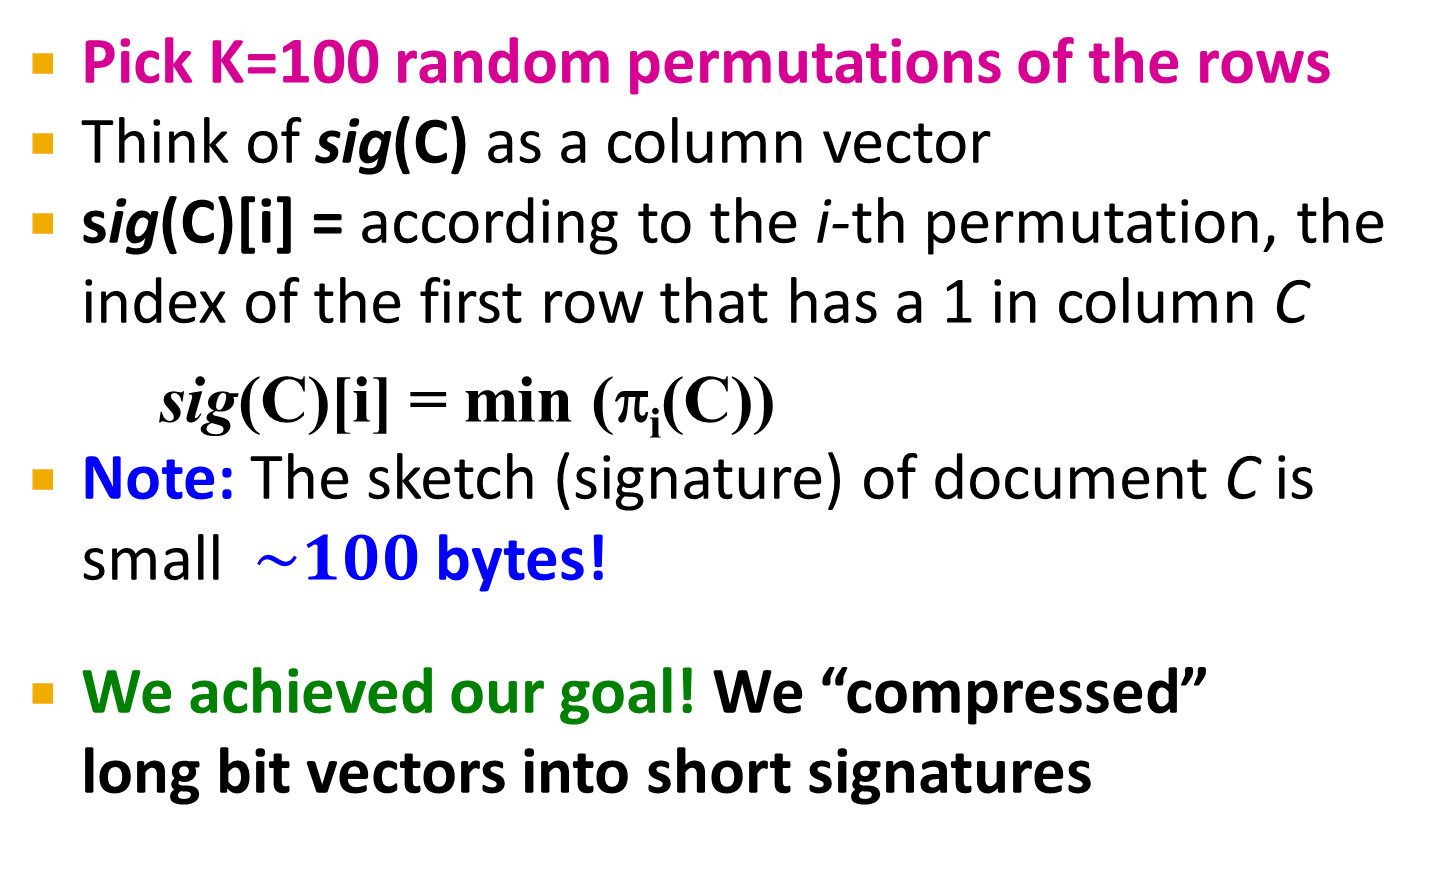 Pick K=100 random permutations of the rows
Think of sig(C) as a column vector
sig(C)[i] = according to the i-th permutation, the
index of the first row that has a 1 in column C
sig(C)[i] = min (πi(C))
Note: The sketch (signature) of document C is
small ~100 bytes!
We achieved our goal! We “compressed”
long bit vectors into short signatures